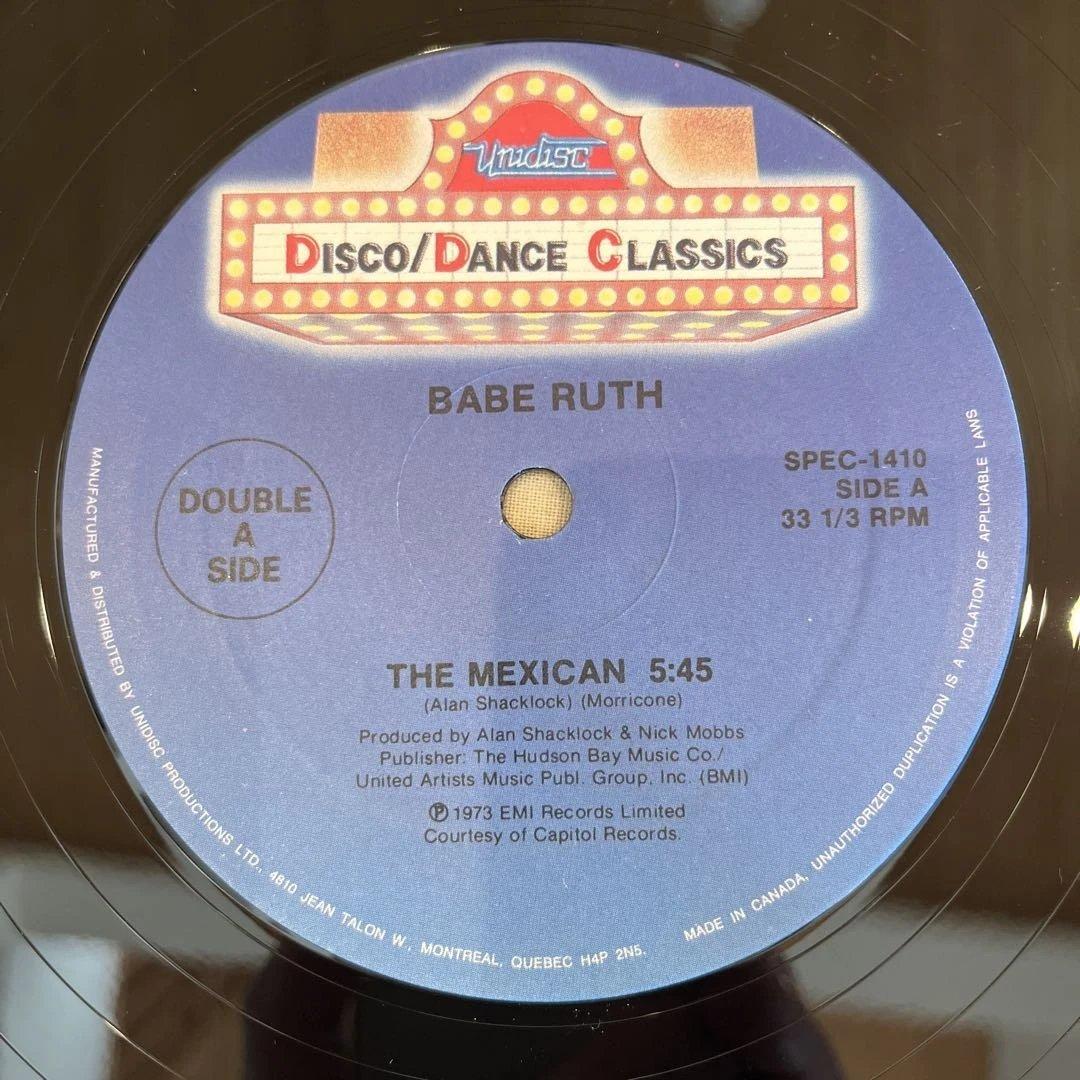 Unidisc
DISCO/DANCE CLASSICS
BABE RUTH
DOUBLE
A
SIDE
SPEC-1410
SIDE A
33 1/3 RPM
THE MEXICAN 5:45
(Alan Shacklock) (Morricone)
Produced by Alan Shacklock & Nick Mobbs
Publisher: The Hudson Bay Music Co./
United Artists Music Publ. Group, Inc. (BMI)
Ⓟ 1973 EMI Records Limited
Courtesy of Capitol Records.
MANUFACTURED & DISTRIBUTED BY UNIDISC PRODUCTIONS LTD., 4810 JEAN TALON W., MONTREAL, QUEBEC H4P 2N5.
MADE IN CANADA, UNAUTHORIZED DUPLICATION IS A VIOLATION OF APPLICABLE LAWS